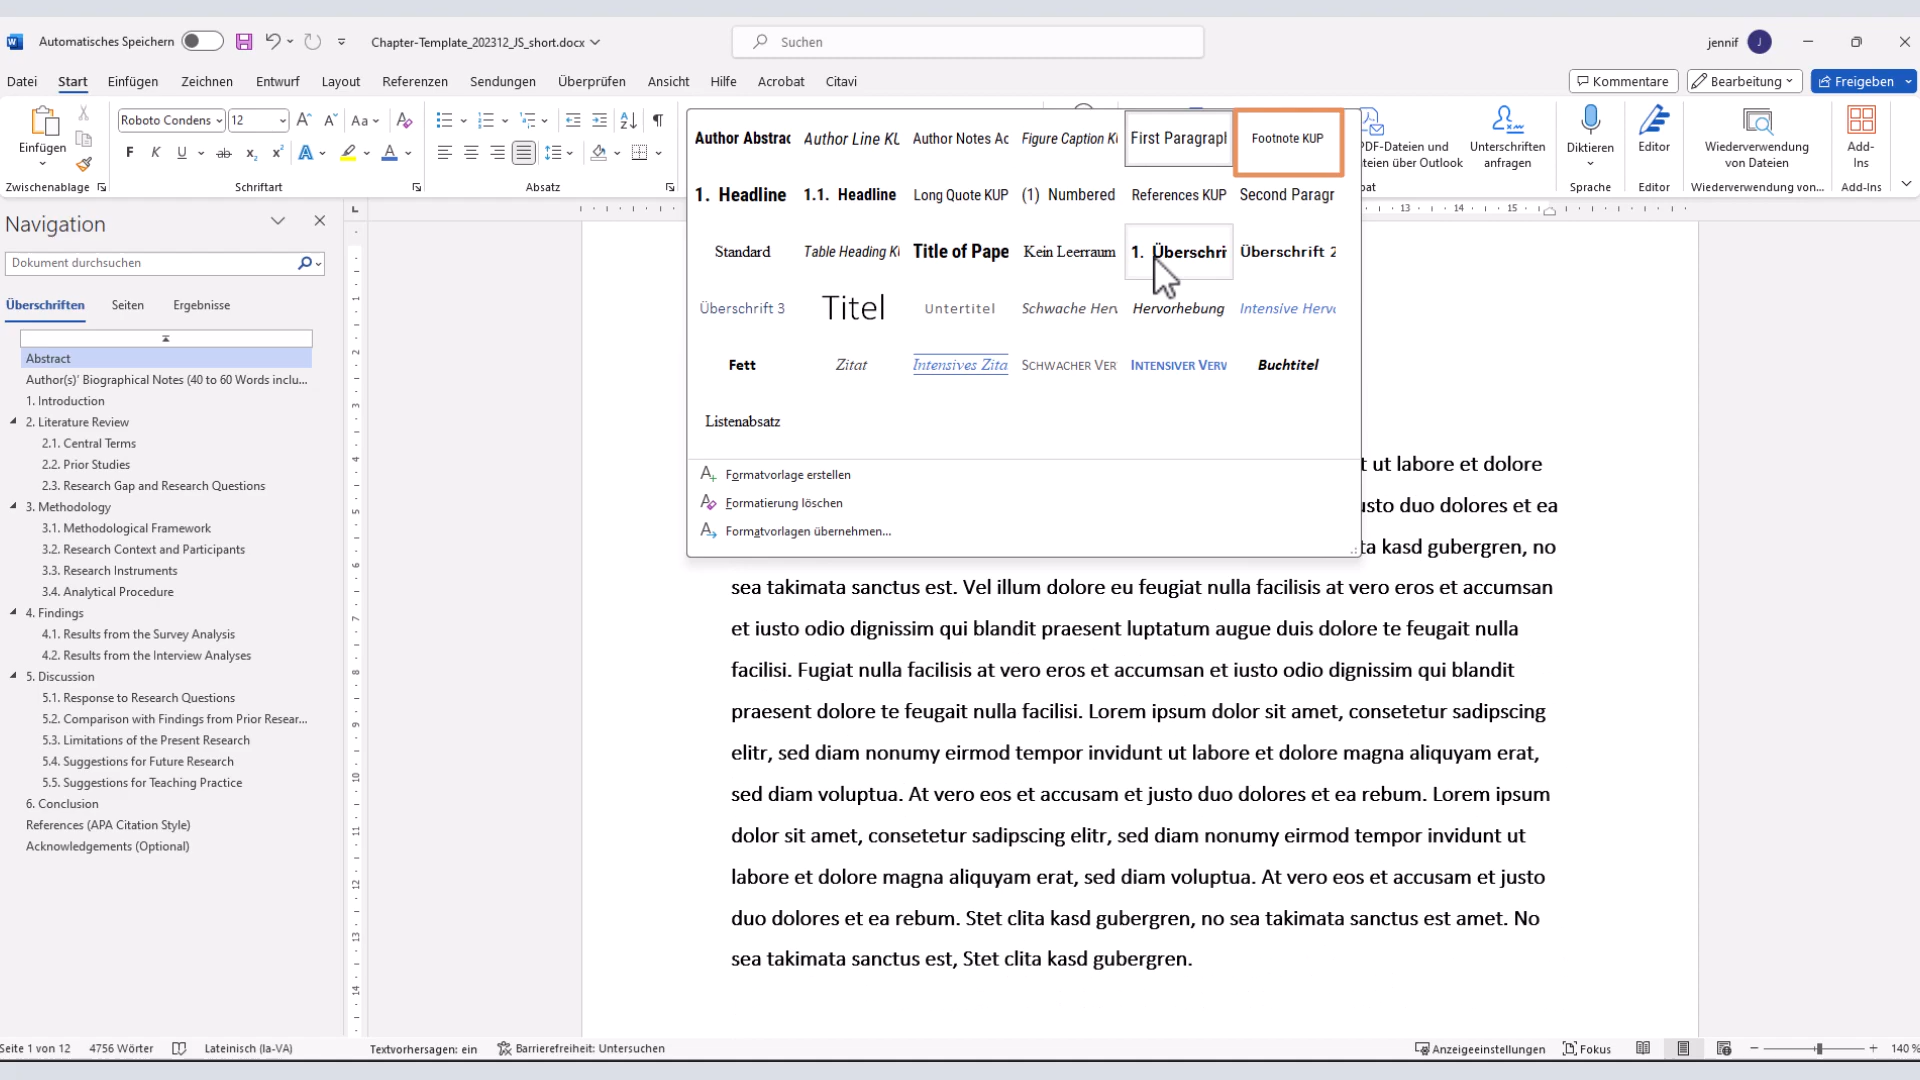 Automatisches Speichern
Chapter-Template_202312_JS_short.docx
Suchen
jennif
J
Datei Start Einfügen Zeichnen Entwurf Layout Referenzen Sendungen Überprüfen Ansicht Hilfe Acrobat Citavi
Kommentare Bearbeitung Freigeben
Einfügen
Zwischenablage
Roboto Condens 12
Schriftart
Absatz
PDF-Dateien und
teilen über Outlook
Unterschriften
anfragen
Diktieren
Sprache
Editor
Editor
Wiederverwendung
von Dateien
Wiederverwendung von...
Add-
Ins
Add-Ins
Author Abstrac Author Line KU Author Notes Ac Figure Caption KU First Paragraph Footnote KUP
1. Headline 1.1. Headline Long Quote KUP (1) Numbered References KUP Second Paragr
Standard Table Heading KU Title of Pape Kein Leerraum 1. Überschri Überschrift 2
Überschrift 3 Titel Untertitel Schwache Herv Hervorhebung Intensive Hervo
Fett Zitat Intensives Zita Schwacher Ver Intensiver Verw Buchtitel
Listenabsatz
Formatvorlage erstellen
Formatierung löschen
Formatvorlagen übernehmen...
Navigation
Dokument durchsuchen
Überschriften Seiten Ergebnisse
Abstract
Author(s)' Biographical Notes (40 to 60 Words inclu...
1. Introduction
2. Literature Review
2.1. Central Terms
2.2. Prior Studies
2.3. Research Gap and Research Questions
3. Methodology
3.1. Methodological Framework
3.2. Research Context and Participants
3.3. Research Instruments
3.4. Analytical Procedure
4. Findings
4.1. Results from the Survey Analysis
4.2. Results from the Interview Analyses
5. Discussion
5.1. Response to Research Questions
5.2. Comparison with Findings from Prior Resear...
5.3. Limitations of the Present Research
5.4. Suggestions for Future Research
5.5. Suggestions for Teaching Practice
6. Conclusion
References (APA Citation Style)
Acknowledgements (Optional)
t ut labore et dolore
usto duo dolores et ea
ta kasd gubergren, no
sea takimata sanctus est. Vel illum dolore eu feugiat nulla facilisis at vero eros et accumsan
et iusto odio dignissim qui blandit praesent luptatum augue duis dolore te feugait nulla
facilisi. Fugiat nulla facilisis at vero eros et accumsan et iusto odio dignissim qui blandit
praesent dolore te feugait nulla facilisi. Lorem ipsum dolor sit amet, consetetur sadipscing
elitr, sed diam nonumy eirmod tempor invidunt ut labore et dolore magna aliquyam erat,
sed diam voluptua. At vero eos et accusam et justo duo dolores et ea rebum. Lorem ipsum
dolor sit amet, consetetur sadipscing elitr, sed diam nonumy eirmod tempor invidunt ut
labore et dolore magna aliquyam erat, sed diam voluptua. At vero eos et accusam et justo
duo dolores et ea rebum. Stet clita kasd gubergren, no sea takimata sanctus est amet. No
sea takimata sanctus est, Stet clita kasd gubergren.
Seite 1 von 12 4756 Wörter Lateinisch (la-VA) Textvorhersagen: ein Barrierefreiheit: Untersuchen Anzeigeeinstellungen Fokus 140 %